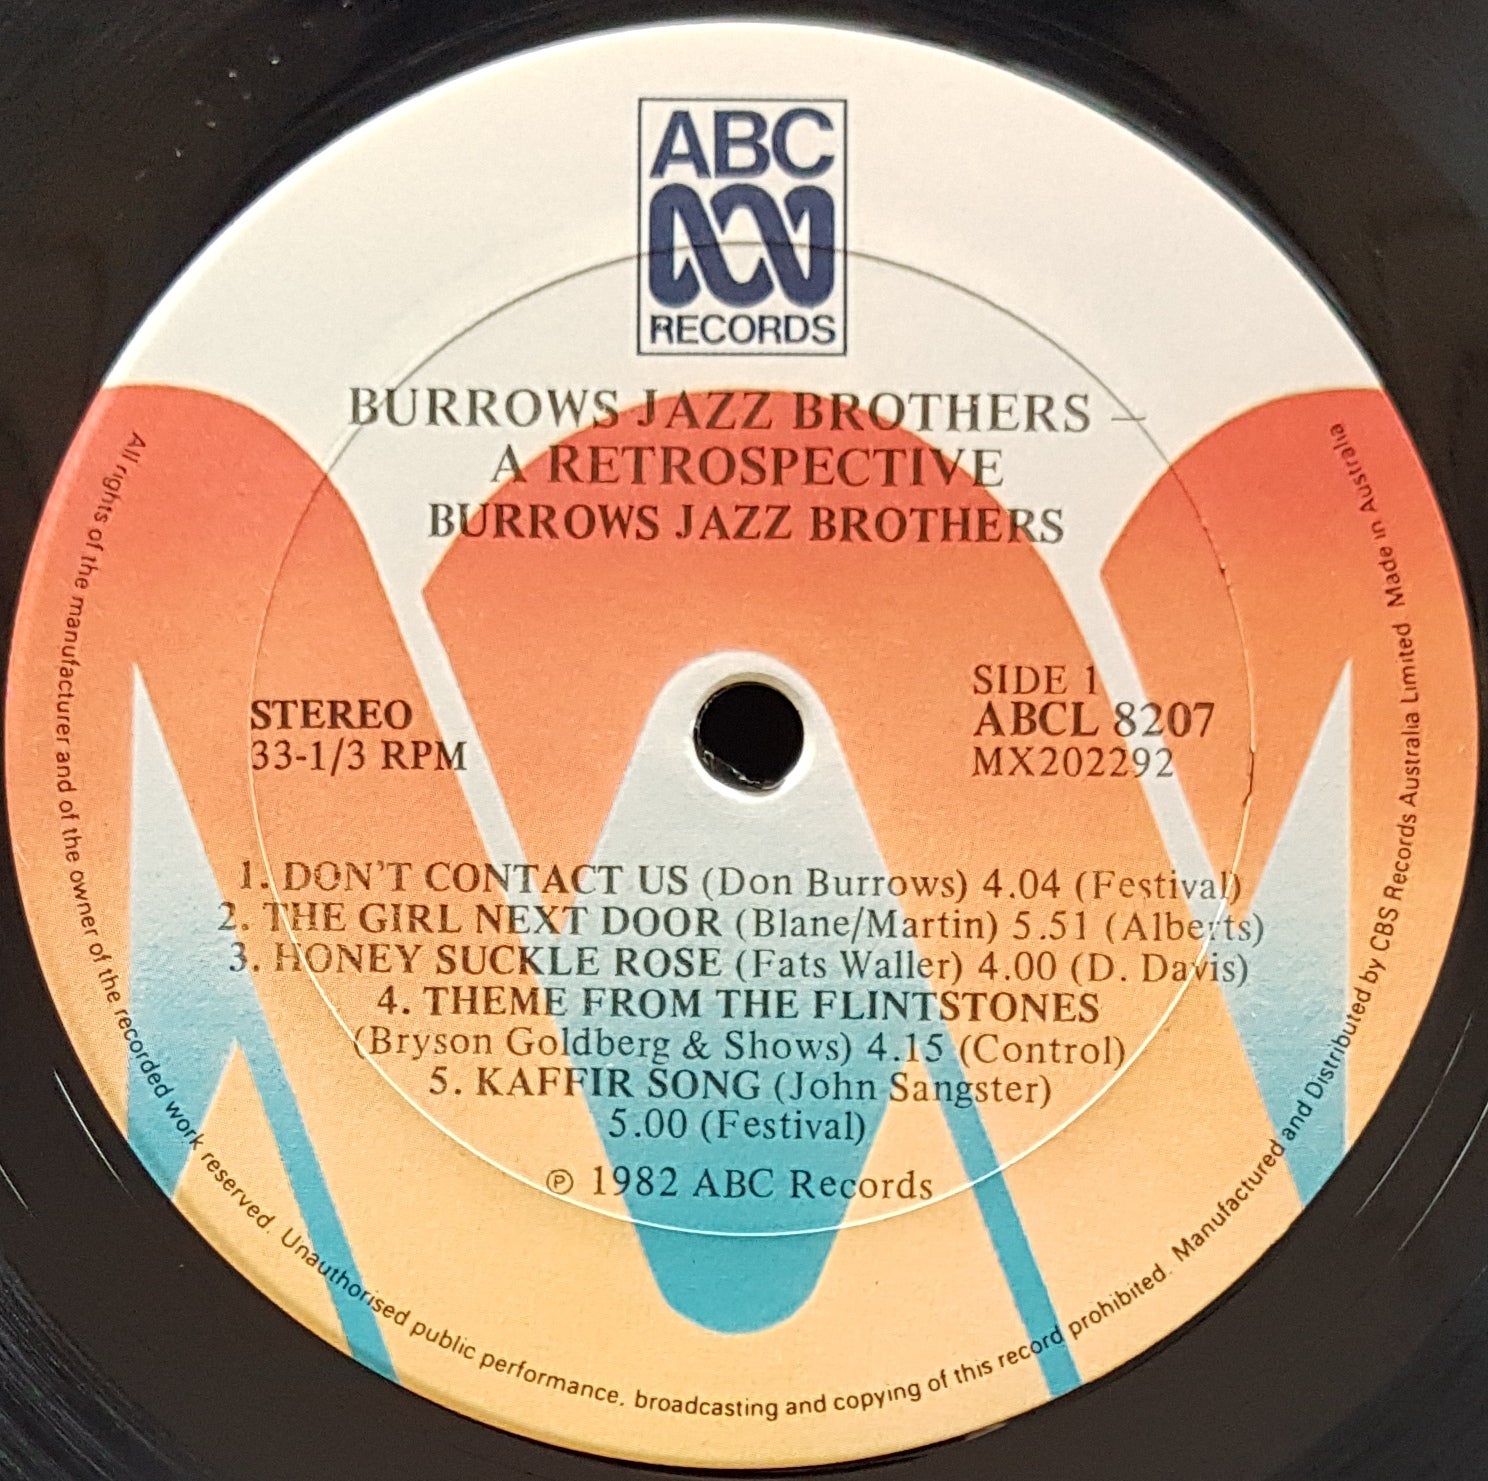 ABC
RECORDS
BURROWS JAZZ BROTHERS –
A RETROSPECTIVE
BURROWS JAZZ BROTHERS
STEREO
33-1/3 RPM
SIDE 1
ABCL 8207
MX202292
1. DON'T CONTACT US (Don Burrows) 4.04 (Festival)
2. THE GIRL NEXT DOOR (Blane/Martin) 5.51 (Alberts)
3. HONEY SUCKLE ROSE (Fats Waller) 4.00 (D. Davis)
4. THEME FROM THE FLINTSTONES
(Bryson Goldberg & Shows) 4.15 (Control)
5. KAFFIR SONG (John Sangster)
5.00 (Festival)
℗ 1982 ABC Records
All rights of the manufacturer and of the owner of the recorded work reserved. Unauthorised public performance, broadcasting and copying of this record prohibited. Manufactured and Distributed by CBS Records Australia Limited. Made in Australia